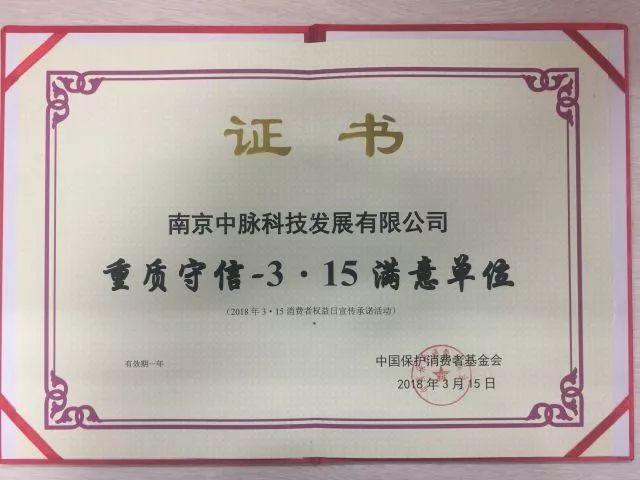 证书
南京中脉科技发展有限公司
重质守信-3·15满意单位
(2018年3·15消费者权益日宣传承诺活动)
有效期一年
中国保护消费者基金会
2018年3月15日